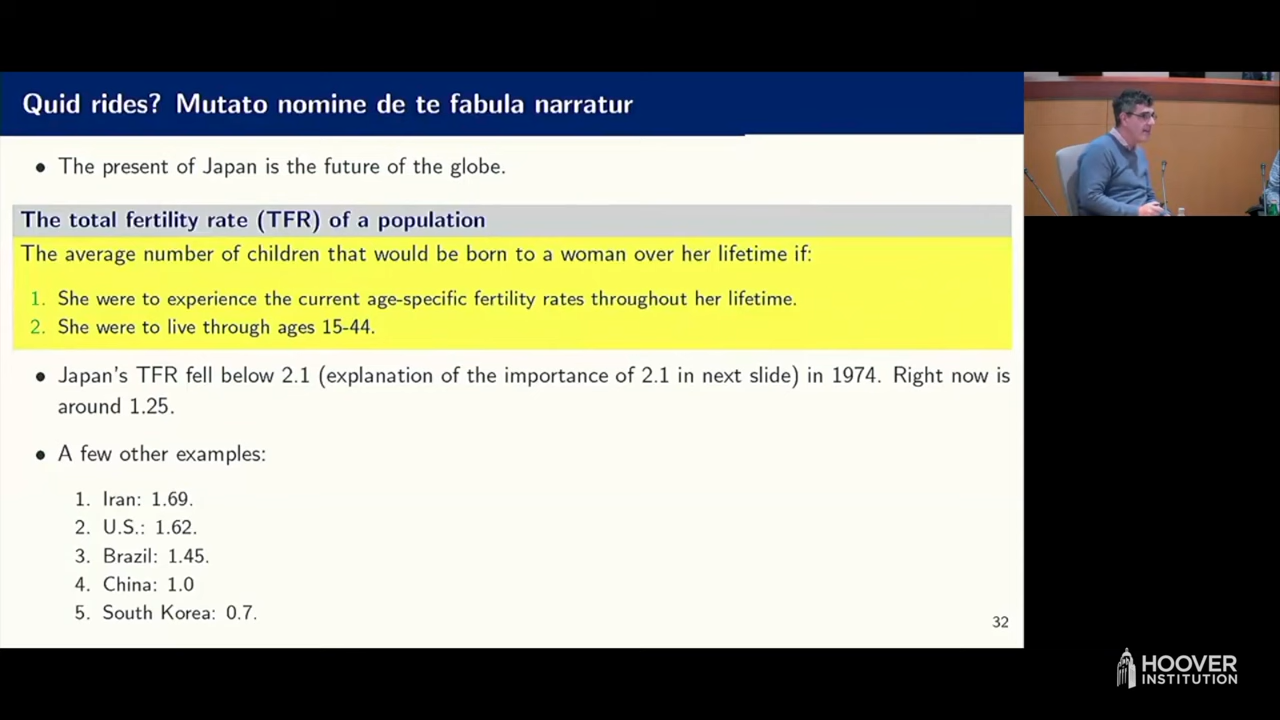 Quid rides? Mutato nomine de te fabula narratur
• The present of Japan is the future of the globe.
The total fertility rate (TFR) of a population
The average number of children that would be born to a woman over her lifetime if:
1. She were to experience the current age-specific fertility rates throughout her lifetime.
2. She were to live through ages 15-44.
• Japan's TFR fell below 2.1 (explanation of the importance of 2.1 in next slide) in 1974. Right now is
around 1.25.
• A few other examples:
1. Iran: 1.69.
2. U.S.: 1.62.
3. Brazil: 1.45.
4. China: 1.0
5. South Korea: 0.7.
32
HOOVER
INSTITUTION